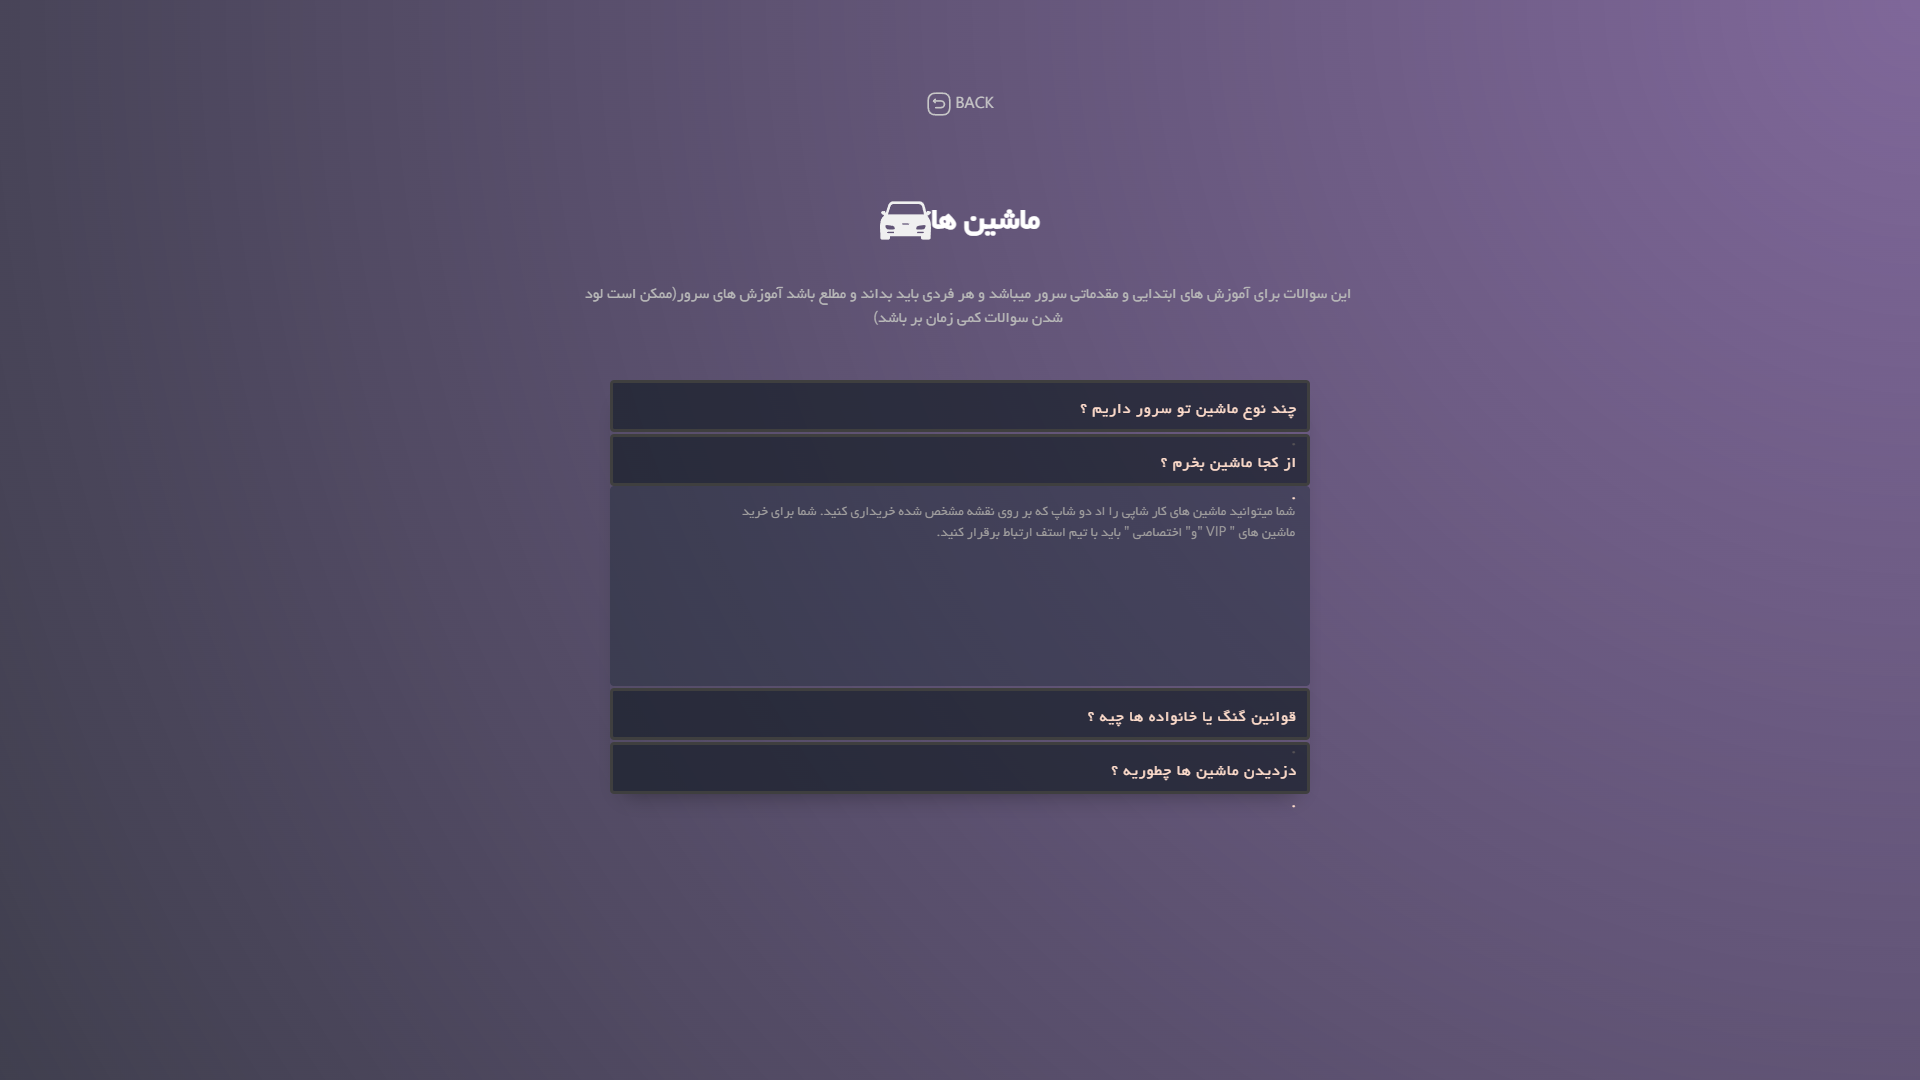 BACK
ماشین ها
این سوالات برای آموزش های ابتدایی و مقدماتی سرور میباشد و هر فردی باید بداند و مطلع باشد آموزش های سرور(ممکن است لود
شدن سوالات کمی زمان بر باشد)
چند نوع ماشین تو سرور داریم ؟
از کجا ماشین بخرم ؟
شما میتوانید ماشین های کار شاپی را اد دو شاپ که بر روی نقشه مشخص شده خریداری کنید. شما برای خرید
ماشین های " VIP "و" اختصاصی " باید با تیم استف ارتباط برقرار کنید.
قوانین گنگ یا خانواده ها چیه ؟
دزدیدن ماشین ها چطوریه ؟